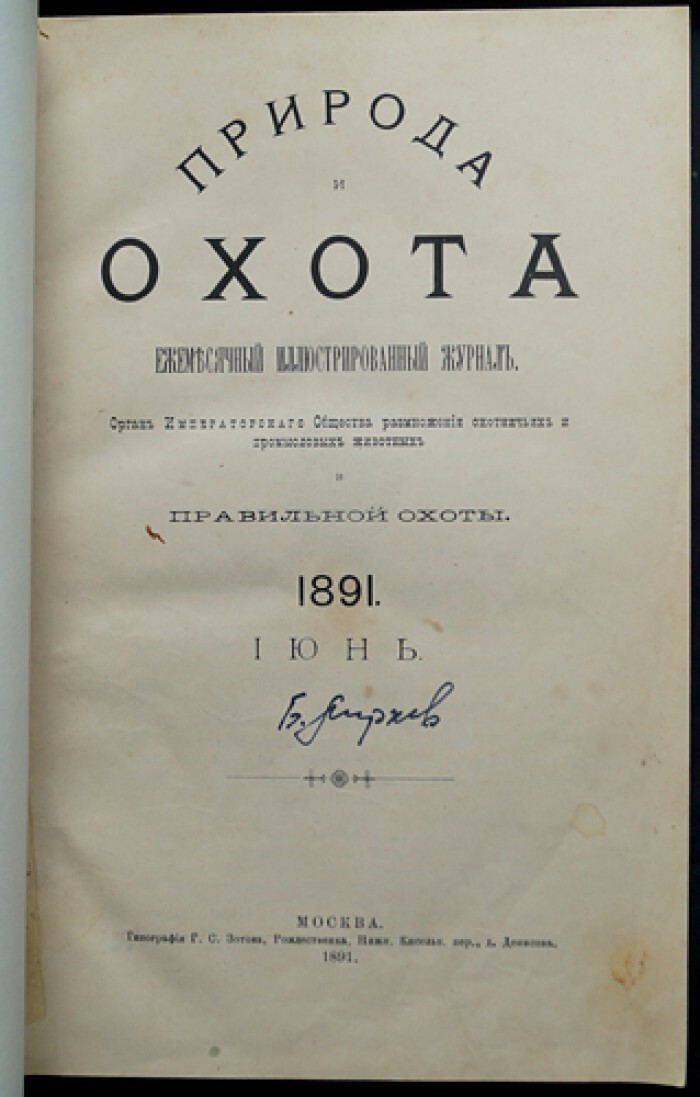 ПРИРОДА
И
ОХОТА
ЕЖЕМѢСЯЧНЫЙ ИЛЛЮСТРИРОВАННЫЙ ЖУРНАЛЪ.
Органъ ИМПЕРАТОРСКАГО Общества размноженія охотничьихъ и
промысловыхъ животныхъ
и
ПРАВИЛЬНОЙ ОХОТЫ.
1891.
ІЮНЬ.
Б.
МОСКВА.
Типографія Г. С. Зотова, Рождественка, Нижн. Кисельн. пер., д. Денисовъ.
1891.